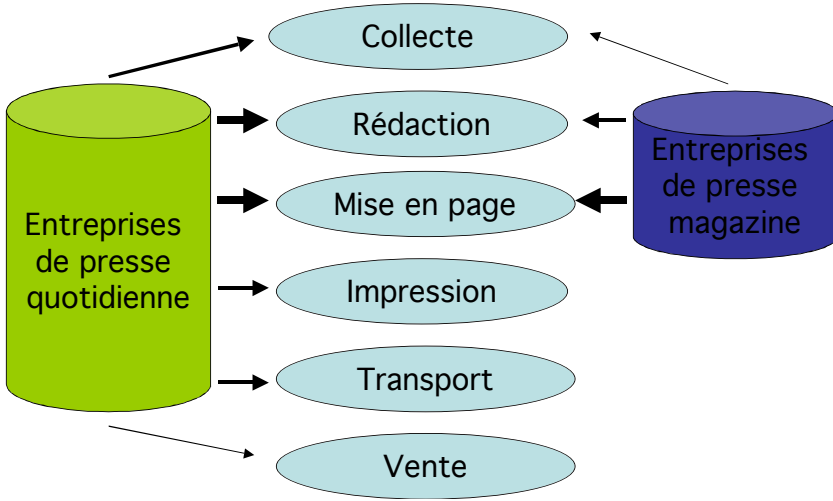 Collecte
Rédaction
Mise en page
Impression
Transport
Vente
Entreprises
de presse
quotidienne
Entreprises
de presse
magazine